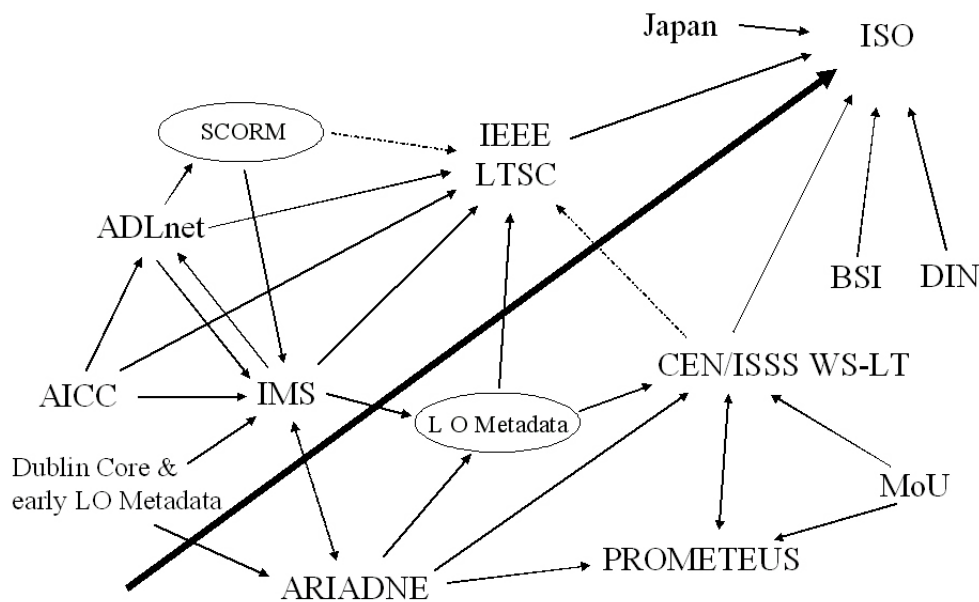 Japan
ISO
SCORM
IEEE
LTSC
ADLnet
BSI
DIN
CEN/ISSS WS-LT
AICC
IMS
L O Metadata
Dublin Core &
early LO Metadata
MoU
PROMETEUS
ARIADNE